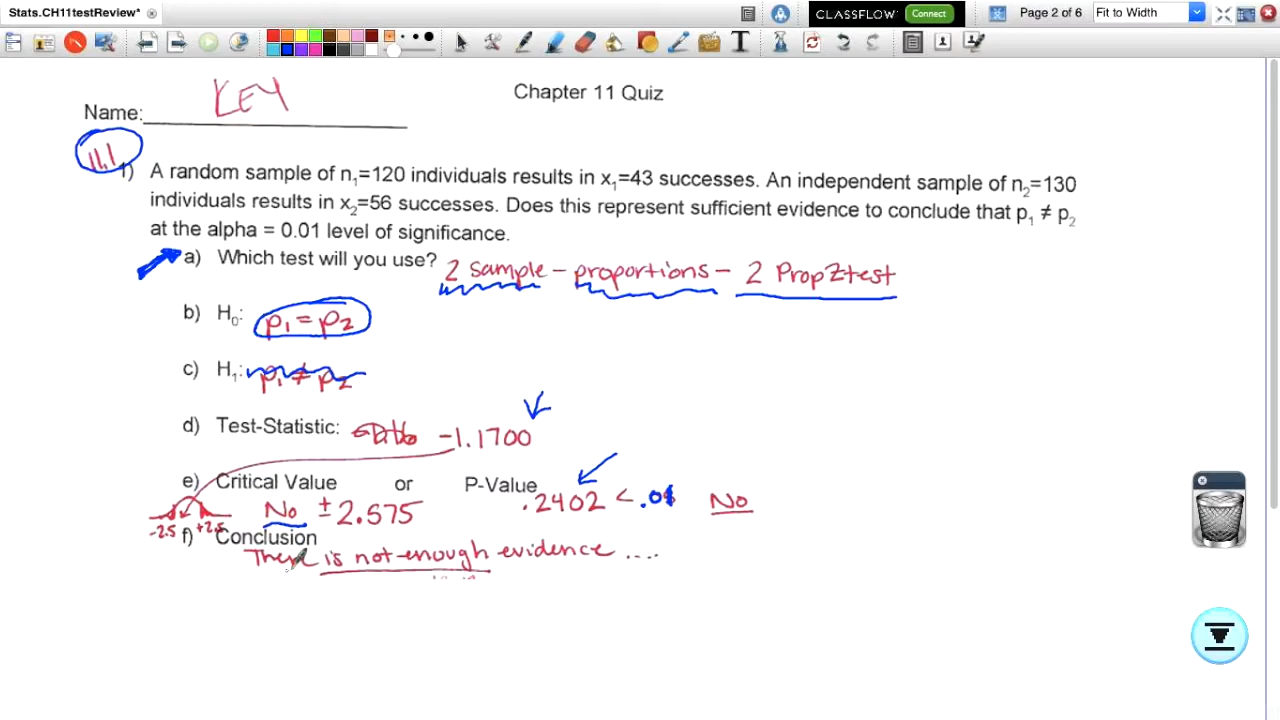 Stats.CH11testReview*
CLASSFLOW Connect
Page 2 of 6
Fit to Width
Chapter 11 Quiz
Name: KEY
11.1
1) A random sample of n₁=120 individuals results in x₁=43 successes. An independent sample of n₂=130
individuals results in x₂=56 successes. Does this represent sufficient evidence to conclude that p₁ ≠ p₂
at the alpha = 0.01 level of significance.
a) Which test will you use? 2 Sample - proportions - 2 PropZtest
b) H₀: p₁ = p₂
c) H₁: p₁ ≠ p₂
d) Test-Statistic: -1.1700
e) Critical Value or P-Value
No ±2.575 .2402 < .01 No
-2.5 +2.5
f) Conclusion
There is not enough evidence ....